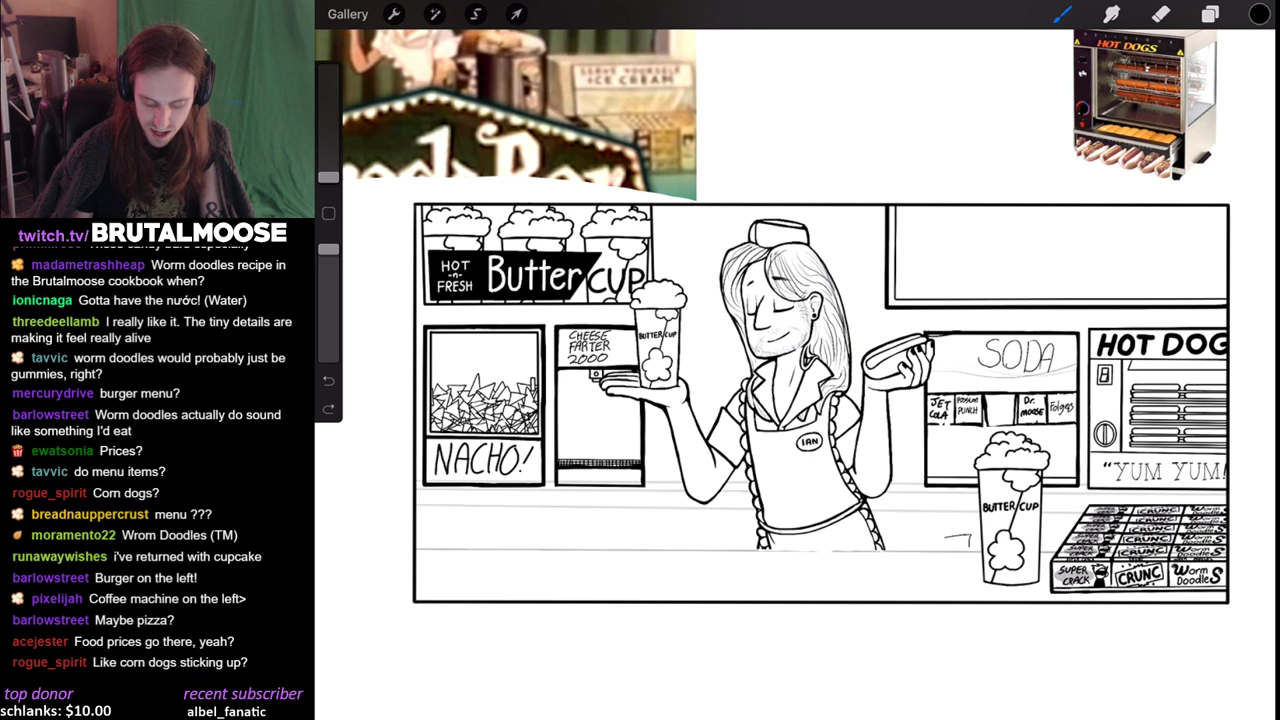 Gallery
SERVE YOURSELF
ICE CREAM
DELICIQUE
HOT DOGS
twitch.tv/BRUTALMOOSE
madametrashheap Worm doodles recipe in
the Brutalmoose cookbook when?
ionicnaga Gotta have the nước! (Water)
threedeellamb I really like it. The tiny details are
making it feel really alive
tavvic worm doodles would probably just be
gummies, right?
mercurydrive burger menu?
barlowstreet Worm doodles actually do sound
like something I'd eat
ewatsonia Prices?
tavvic do menu items?
rogue_spirit Corn dogs?
breadnauppercrust menu ???
moramento22 Wrom Doodles (TM)
runawaywishes i've returned with cupcake
barlowstreet Burger on the left!
pixelijah Coffee machine on the left>
barlowstreet Maybe pizza?
acejester Food prices go there, yeah?
rogue_spirit Like corn dogs sticking up?
top donor
schlanks: $10.00
recent subscriber
albel_fanatic
HOT
-n-
FRESH
Butter CUP
CHEESE
FARTER
2000
NACHO!
BUTTER CUP
IAN
SODA
JET
COLA
POSSUM
PUNCH
Dr.
MOOSE
Folgers
HOT DOG
"YUM YUM!
BUTTER CUP
SUPER
CRACK
CRUNC
Worm
DoodleS